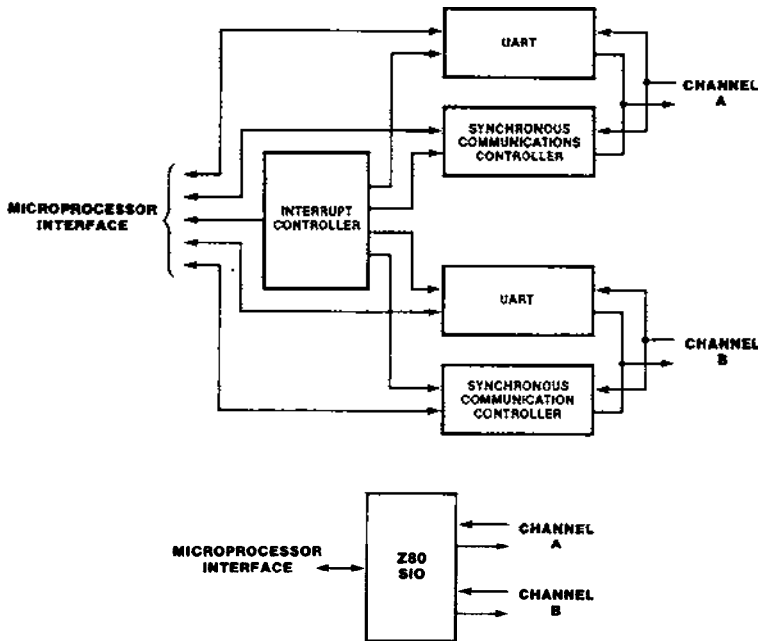 UART
CHANNEL
A
SYNCHRONOUS
COMMUNICATIONS
CONTROLLER
MICROPROCESSOR
INTERFACE
INTERRUPT
CONTROLLER
UART
CHANNEL
B
SYNCHRONOUS
COMMUNICATION
CONTROLLER
MICROPROCESSOR
INTERFACE
Z80
SIO
CHANNEL
A
CHANNEL
B